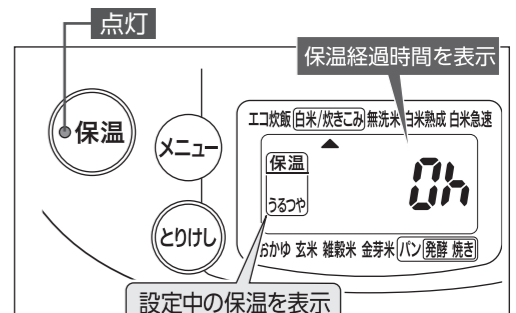 点灯
保温経過時間を表示
保温
メニュー
とりけし
エコ炊飯 白米/炊きこみ 無洗米 白米熟成 白米急速
保温
うるつや
0h
おかゆ 玄米 雑穀米 金芽米 パン 発酵 焼き
設定中の保温を表示